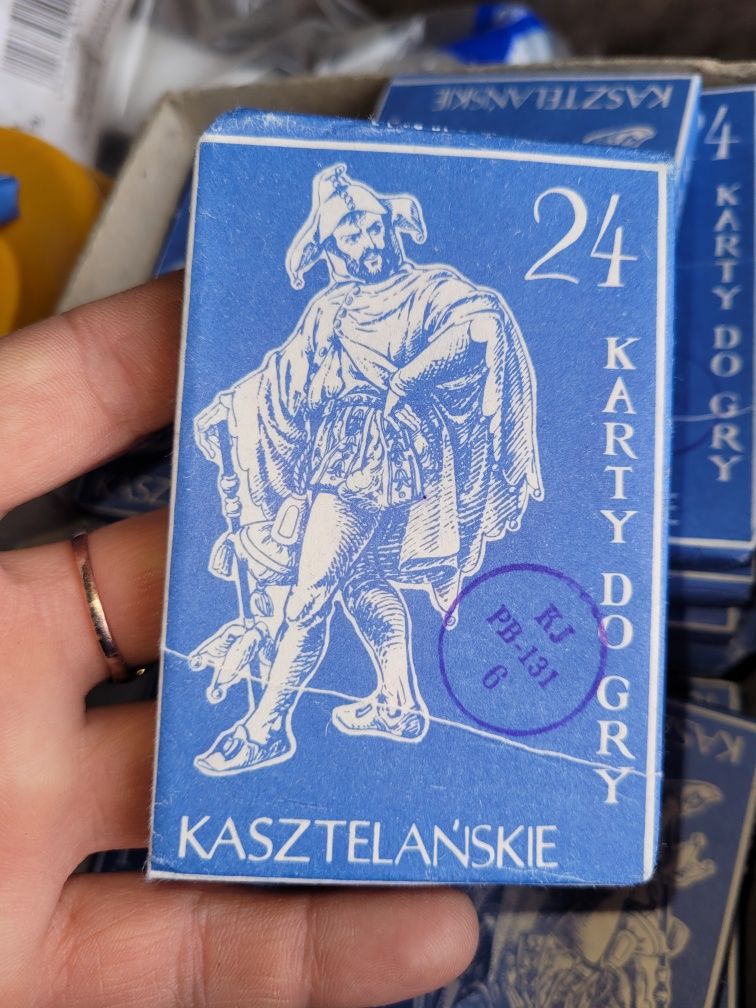 24
KARTY DO GRY
KJ
PB-131
6
KASZTELAŃSKIE
KASZTELAŃSKIE
24
KARTY DO GRY